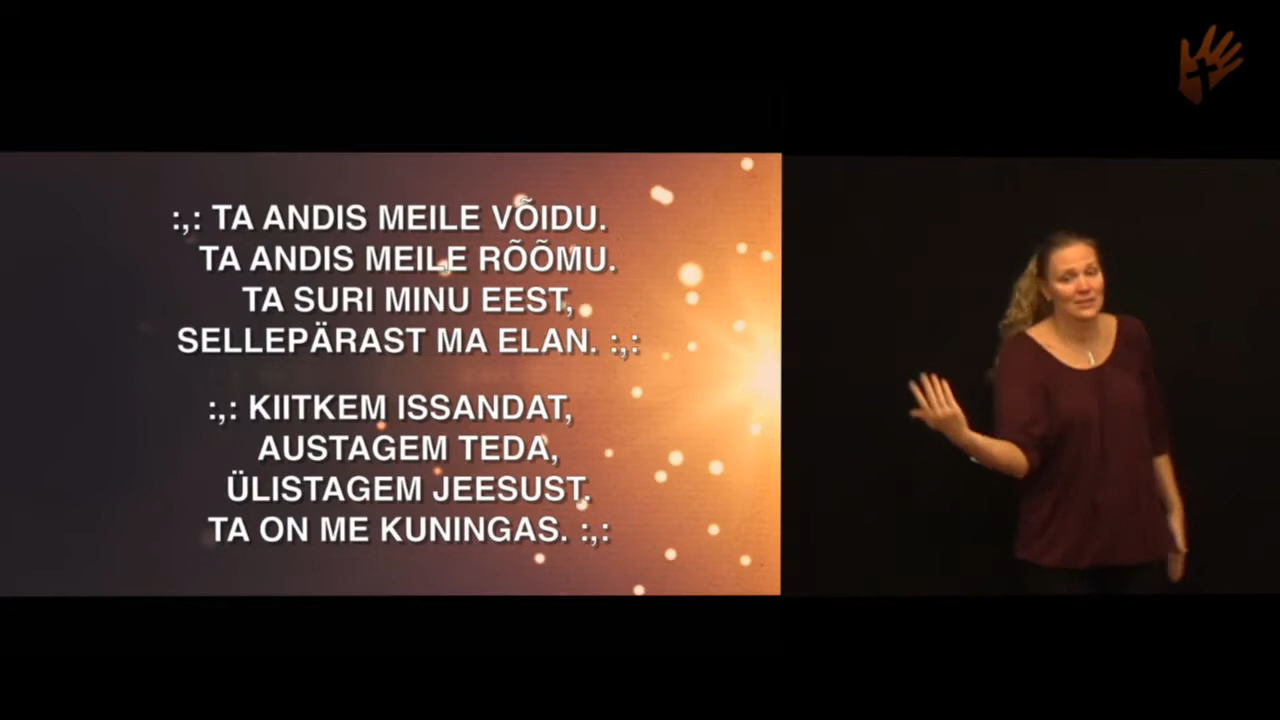 :,: TA ANDIS MEILE VÕIDU.
TA ANDIS MEILE RÕÕMU.
TA SURI MINU EEST,
SELLEPÄRAST MA ELAN. :,:
:,: KIITKEM ISSANDAT,
AUSTAGEM TEDA,
ÜLISTAGEM JEESUST.
TA ON ME KUNINGAS. :,: